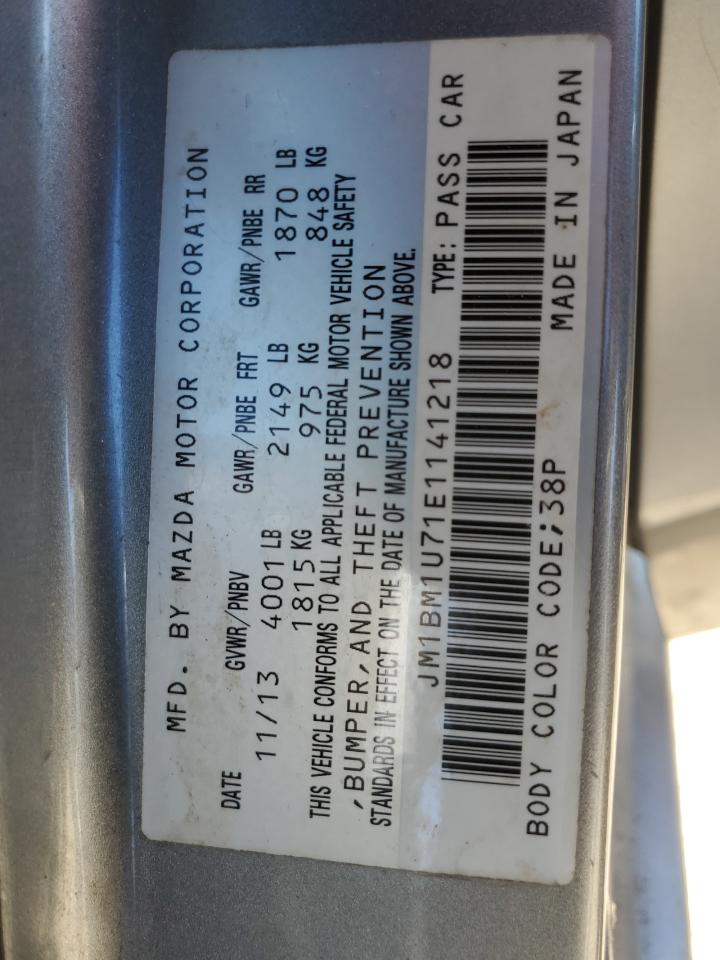 MFD. BY MAZDA MOTOR CORPORATION
DATE GVWR/PNBV GAWR/PNBE FRT GAWR/PNBE RR
11/13 4001 LB 2149 LB 1870 LB
1815 KG 975 KG 848 KG
THIS VEHICLE CONFORMS TO ALL APPLICABLE FEDERAL MOTOR VEHICLE SAFETY
,BUMPER,AND THEFT PREVENTION
STANDARDS IN EFFECT ON THE DATE OF MANUFACTURE SHOWN ABOVE.
JM1BM1U71E1141218 TYPE: PASS CAR
BODY COLOR CODE;38P MADE IN JAPAN